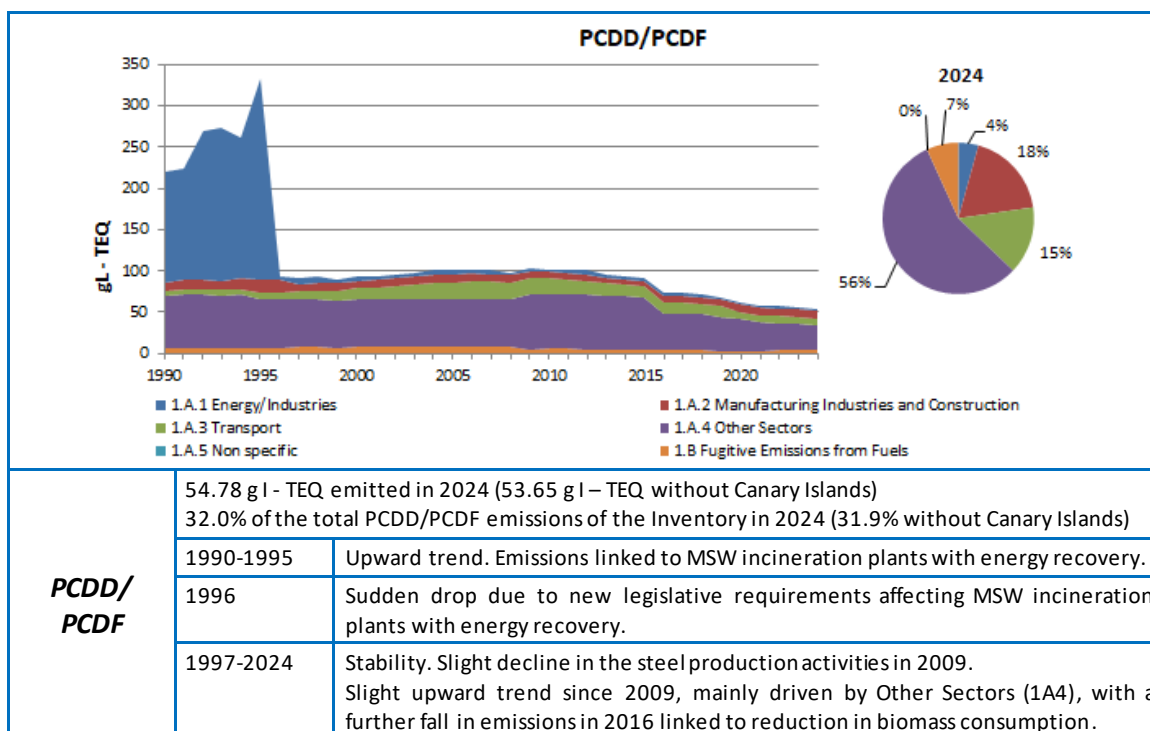 PCDD/PCDF
350
300
250
200
150
100
50
0
gL - TEQ
1990
1995
2000
2005
2010
2015
2020
2024
0%
7%
4%
18%
15%
56%
1.A.1 Energy/Industries
1.A.2 Manufacturing Industries and Construction
1.A.3 Transport
1.A.4 Other Sectors
1.A.5 Non specific
1.B Fugitive Emissions from Fuels
PCDD/
PCDF
54.78 g I - TEQ emitted in 2024 (53.65 g I – TEQ without Canary Islands)
32.0% of the total PCDD/PCDF emissions of the Inventory in 2024 (31.9% without Canary Islands)
1990-1995
Upward trend. Emissions linked to MSW incineration plants with energy recovery.
1996
Sudden drop due to new legislative requirements affecting MSW incineration
plants with energy recovery.
1997-2024
Stability. Slight decline in the steel production activities in 2009.
Slight upward trend since 2009, mainly driven by Other Sectors (1A4), with a
further fall in emissions in 2016 linked to reduction in biomass consumption.